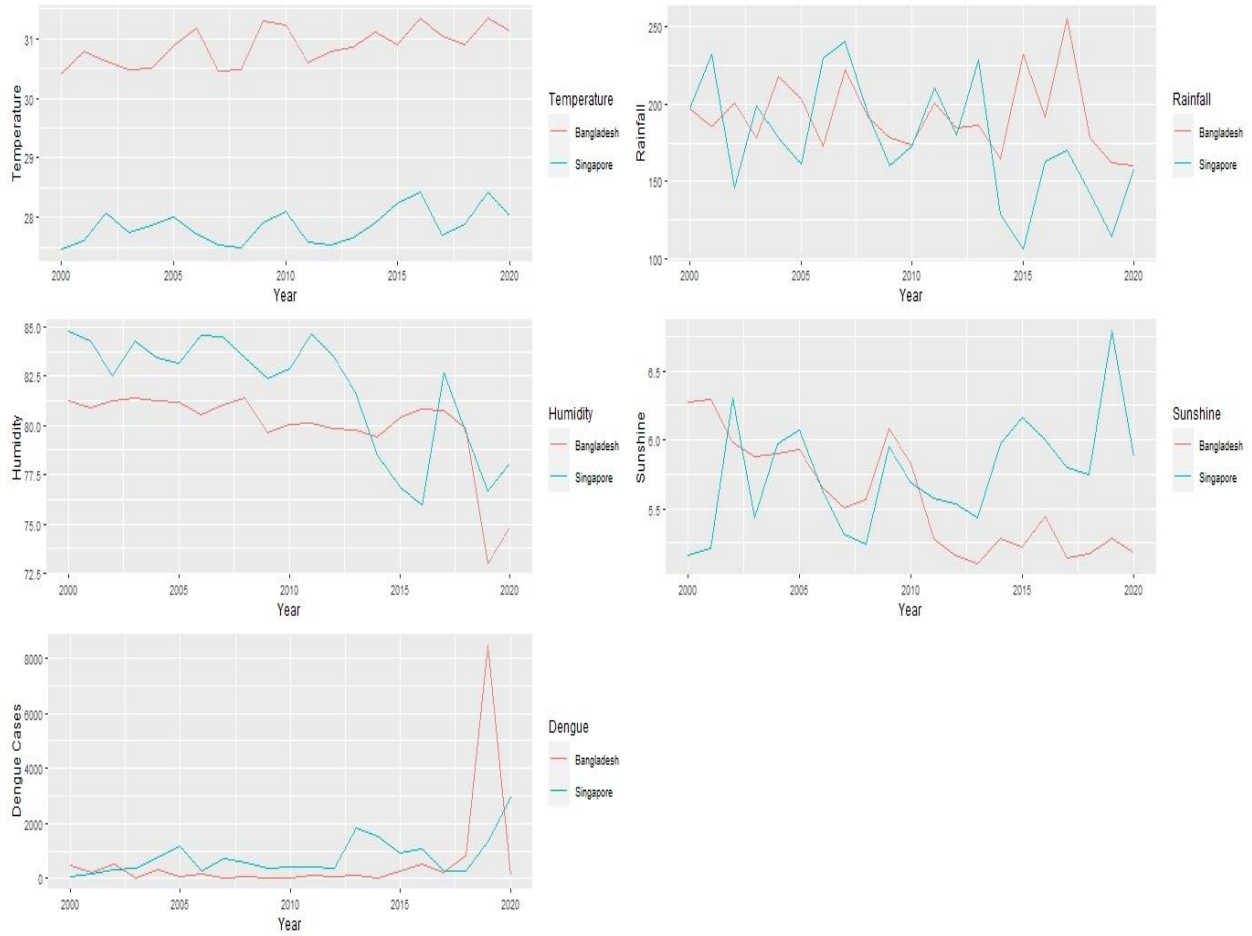 Temperature
31
30
29
28
2000 2005 2010 2015 2020
Year
Temperature
Bangladesh
Singapore
Rainfall
250
200
150
100
2000 2005 2010 2015 2020
Year
Rainfall
Bangladesh
Singapore
Humidity
85.0
82.5
80.0
77.5
75.0
72.5
2000 2005 2010 2015 2020
Year
Humidity
Bangladesh
Singapore
Sunshine
6.5
6.0
5.5
2000 2005 2010 2015 2020
Year
Sunshine
Bangladesh
Singapore
Dengue Cases
8000
6000
4000
2000
0
2000 2005 2010 2015 2020
Year
Dengue
Bangladesh
Singapore